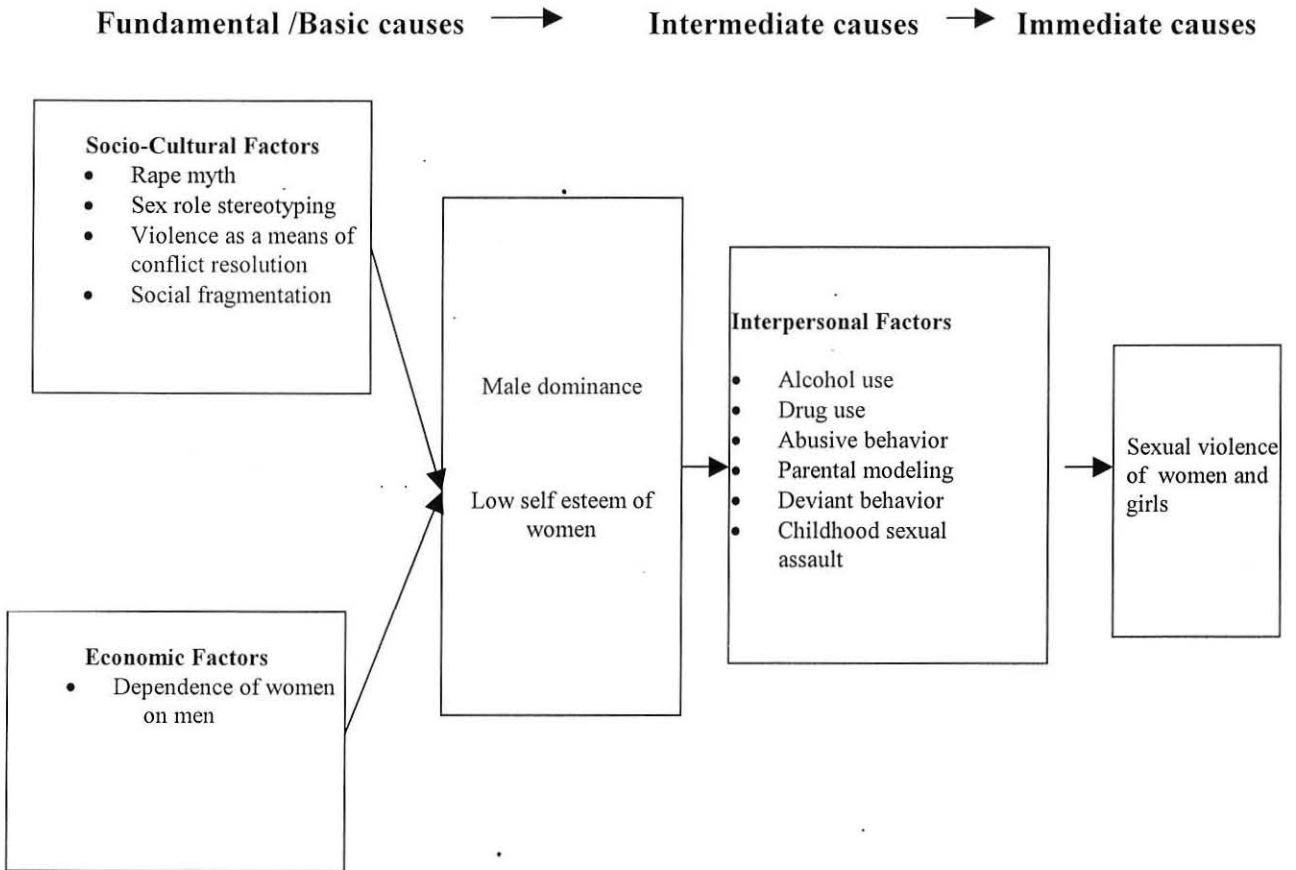 Fundamental /Basic causes → Intermediate causes → Immediate causes
Socio-Cultural Factors
• Rape myth
• Sex role stereotyping
• Violence as a means of
conflict resolution
• Social fragmentation
Economic Factors
• Dependence of women
on men
Male dominance
Low self esteem of
women
Interpersonal Factors
• Alcohol use
• Drug use
• Abusive behavior
• Parental modeling
• Deviant behavior
• Childhood sexual
assault
Sexual violence
of women and
girls